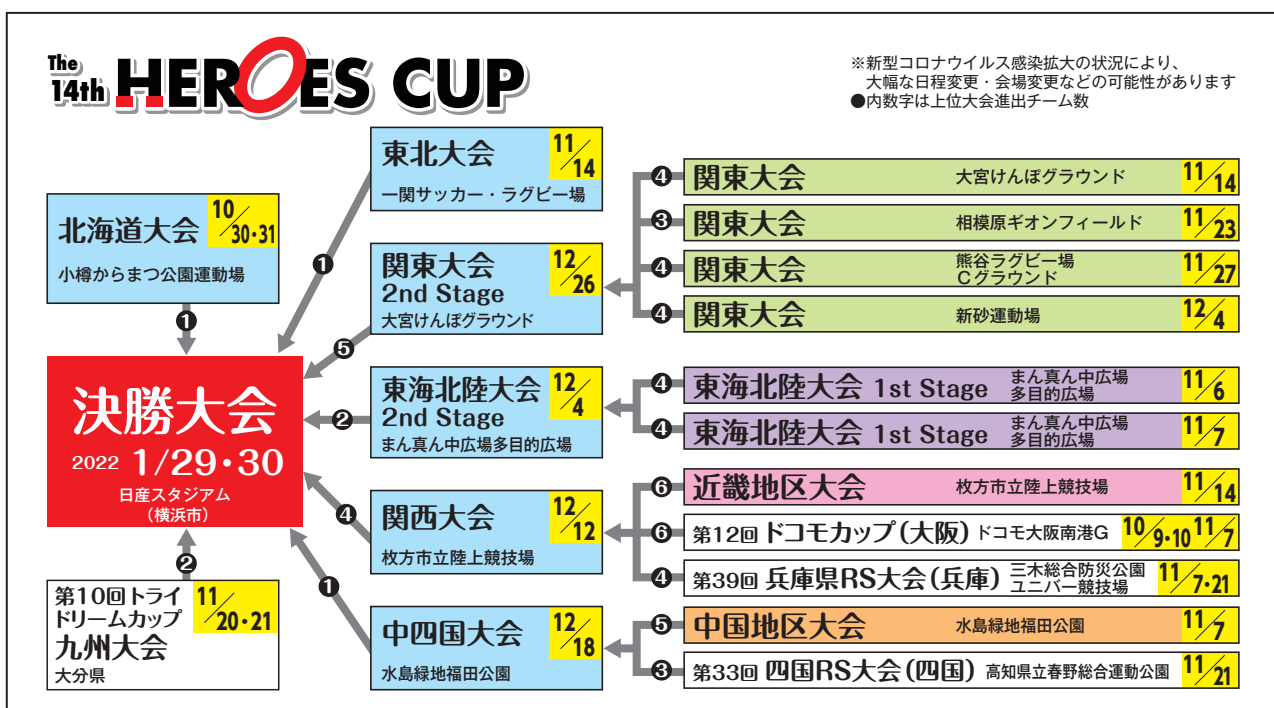 The
14th HEROES CUP
※新型コロナウイルス感染拡大の状況により、
大幅な日程変更・会場変更などの可能性があります
●内数字は上位大会進出チーム数
北海道大会 10/30・31
小樽からまつ公園運動場
❶
決勝大会
2022 1/29・30
日産スタジアム
(横浜市)
❷
第10回トライ
ドリームカップ 11/20・21
九州大会
大分県
東北大会 11/14
一関サッカー・ラグビー場
❶
関東大会 12/26
2nd Stage
大宮けんぽグラウンド
❺
東海北陸大会 12/4
2nd Stage
まん真ん中広場多目的広場
❷
関西大会 12/12
枚方市立陸上競技場
❹
中四国大会 12/18
水島緑地福田公園
❶
❹ 関東大会 大宮けんぽグラウンド 11/14
❸ 関東大会 相模原ギオンフィールド 11/23
❹ 関東大会 熊谷ラグビー場 11/27
Cグラウンド
❹ 関東大会 新砂運動場 12/4
❹ 東海北陸大会 1st Stage まん真ん中広場 11/6
多目的広場
❹ 東海北陸大会 1st Stage まん真ん中広場 11/7
多目的広場
❻ 近畿地区大会 枚方市立陸上競技場 11/14
❻ 第12回 ドコモカップ(大阪) ドコモ大阪南港G 10/9・10 11/7
❹ 第39回 兵庫県RS大会(兵庫) 三木総合防災公園 11/7・21
ユニバー競技場
❺ 中国地区大会 水島緑地福田公園 11/7
❸ 第33回 四国RS大会(四国) 高知県立春野総合運動公園 11/21